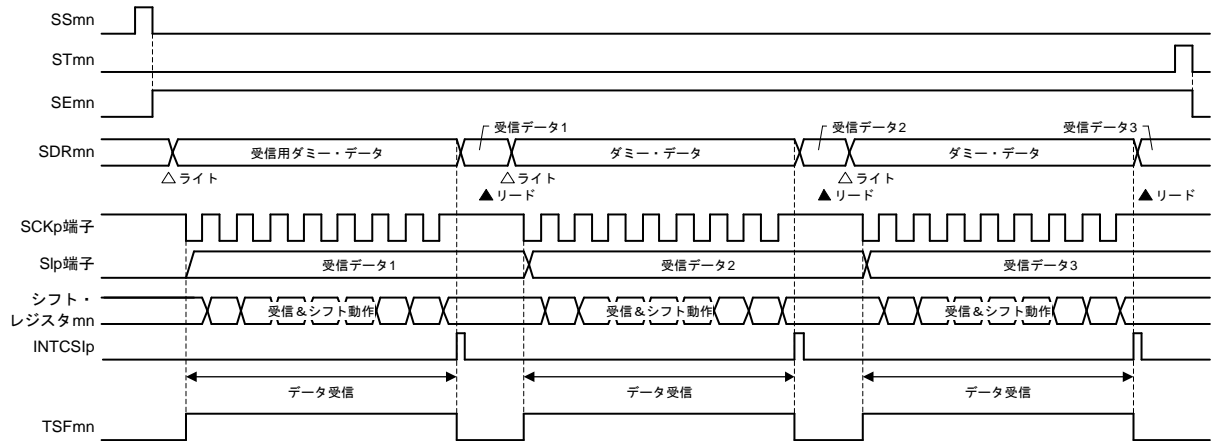 SSmn
STmn
SEmn
受信データ1 受信データ2 受信データ3
SDRmn 受信用ダミー・データ ダミー・データ ダミー・データ
△ライト △ライト △ライト
▲リード ▲リード ▲リード
SCKp端子
SIp端子 受信データ1 受信データ2 受信データ3
シフト・
レジスタmn 受信&シフト動作 受信&シフト動作 受信&シフト動作
INTCSIp
データ受信 データ受信 データ受信
TSFmn